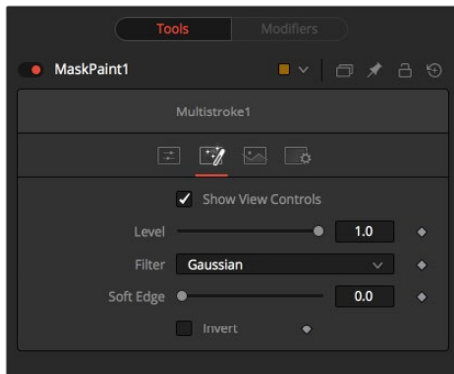 Tools Modifiers
MaskPaint1
Multistroke1
Show View Controls
Level 1.0
Filter Gaussian
Soft Edge 0.0
Invert